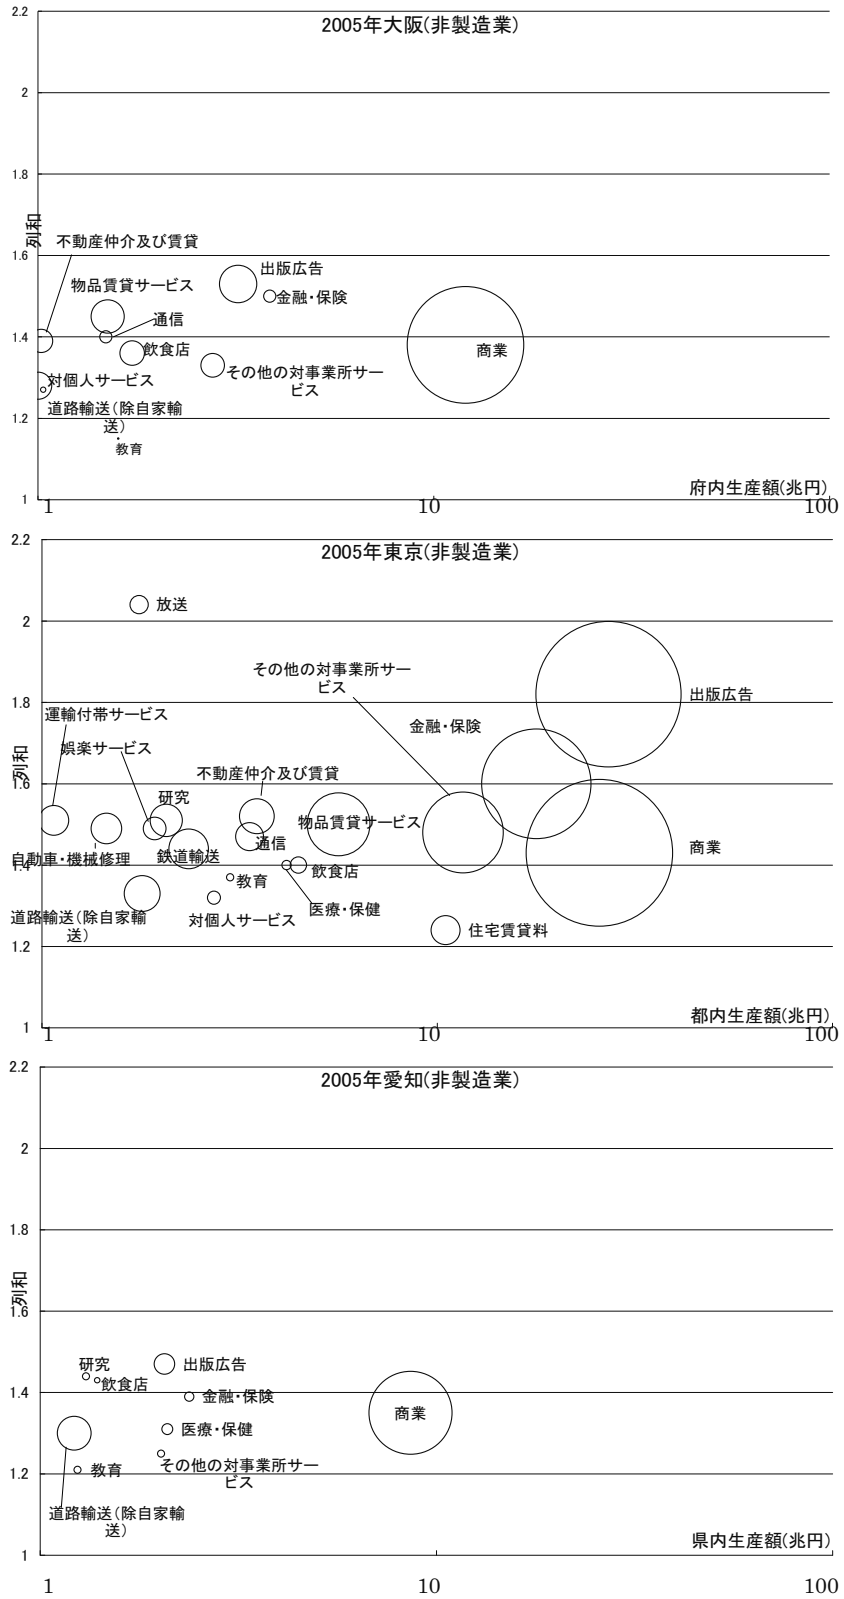 2.2
2005年大阪(非製造業)
2
1.8
列和
不動産仲介及び賃貸
1.6
出版広告
物品賃貸サービス
金融・保険
通信
1.4
飲食店
商業
その他の対事業所サー
ビス
対個人サービス
道路輸送(除自家輸
送)
1.2
教育
府内生産額(兆円)
1
1
10
100
2.2
2005年東京(非製造業)
放送
2
その他の対事業所サー
ビス
出版広告
1.8
運輸付帯サービス
金融・保険
娯楽サービス
列和
不動産仲介及び賃貸
1.6
研究
物品賃貸サービス
通信
商業
鉄道輸送
自動車・機械修理
1.4
飲食店
教育
医療・保健
道路輸送(除自家輸
送)
対個人サービス
住宅賃貸料
1.2
都内生産額(兆円)
1
1
10
100
2.2
2005年愛知(非製造業)
2
1.8
列和
1.6
研究
出版広告
飲食店
1.4
金融・保険
商業
医療・保健
その他の対事業所サー
ビス
教育
1.2
道路輸送(除自家輸
送)
県内生産額(兆円)
1
1
10
100